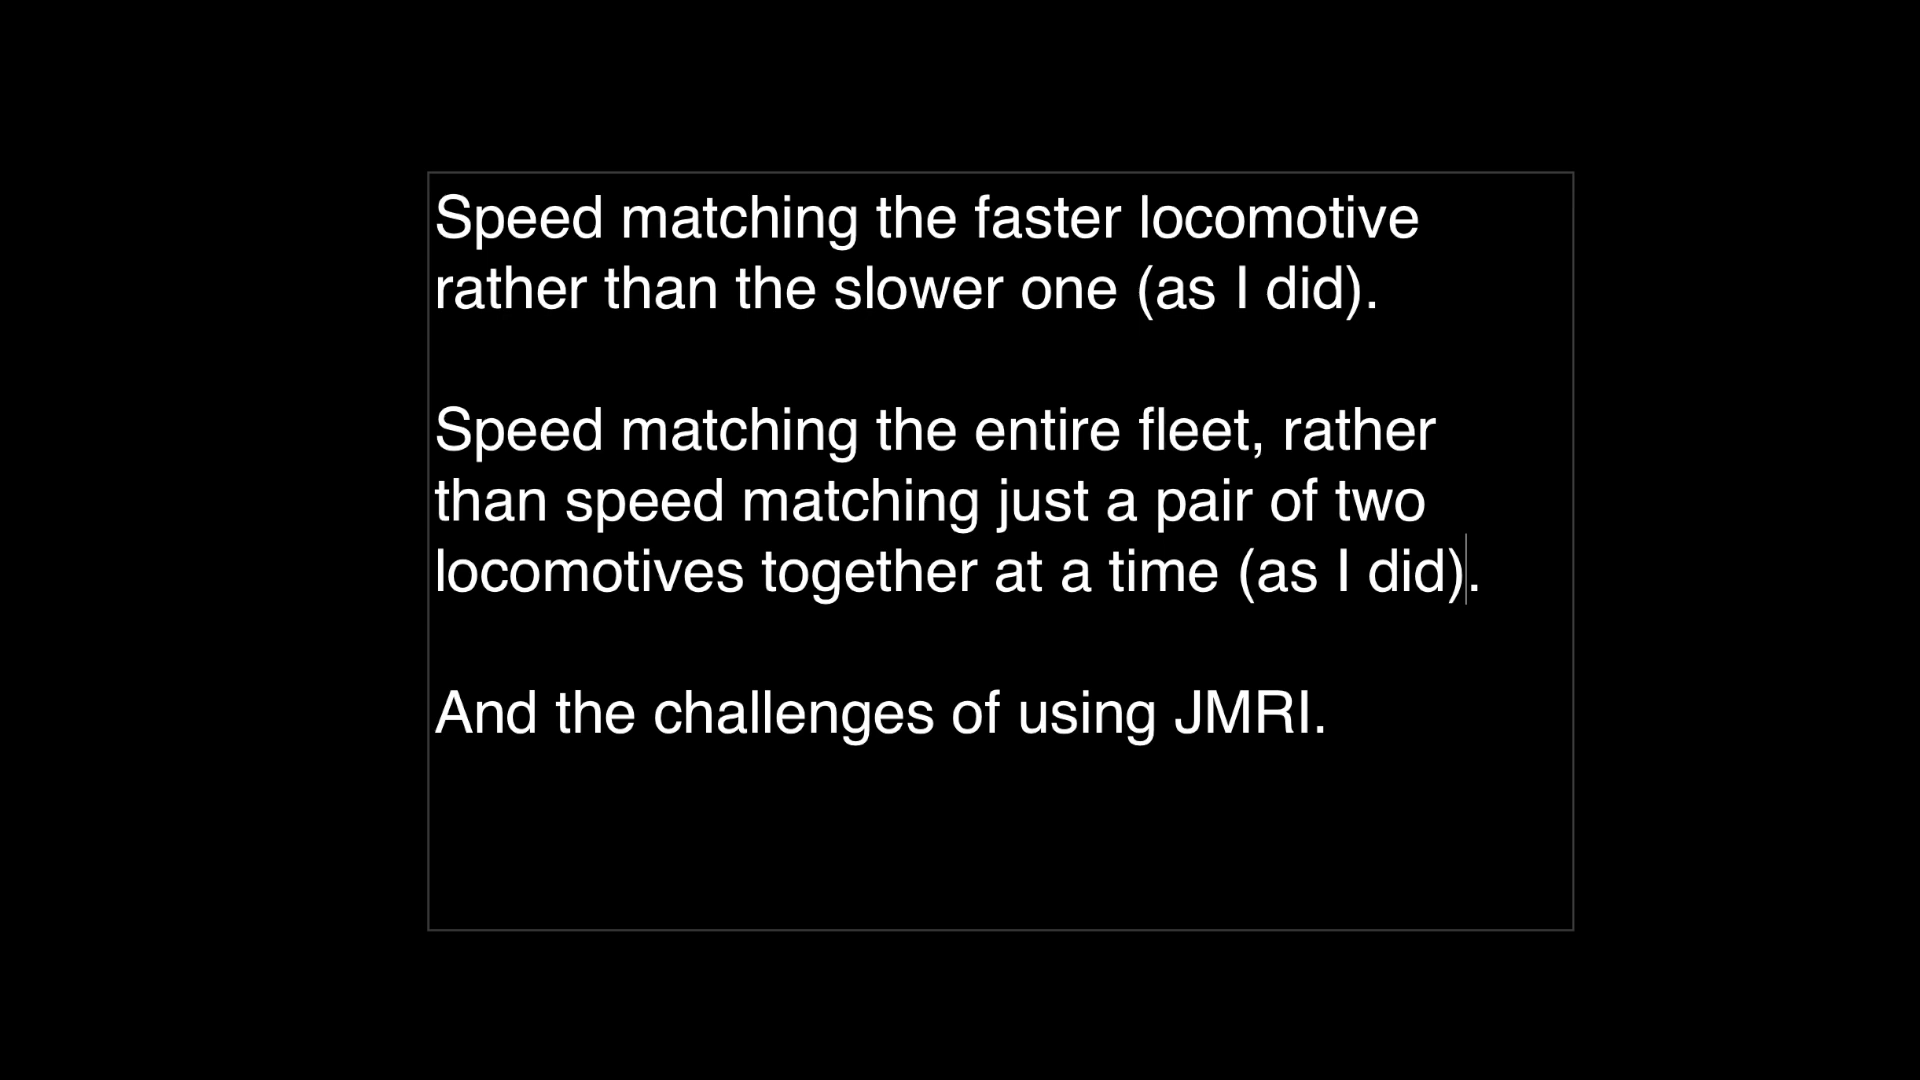 Speed matching the faster locomotive
rather than the slower one (as I did).
Speed matching the entire fleet, rather
than speed matching just a pair of two
locomotives together at a time (as I did).
And the challenges of using JMRI.